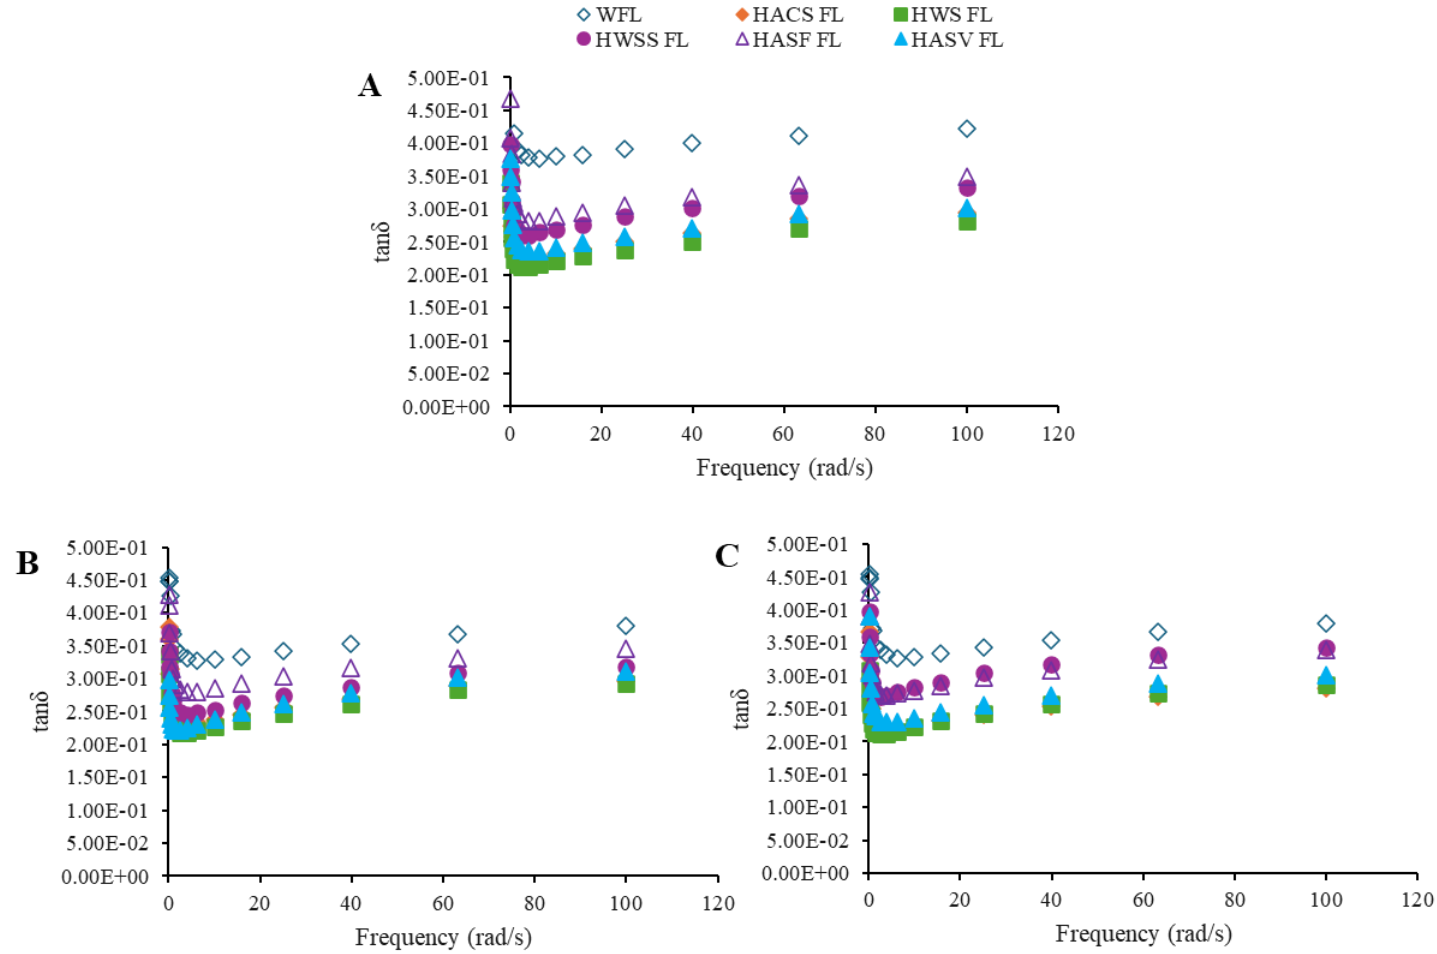 WFL HACS FL HWS FL
HWSS FL HASF FL HASV FL
A
5.00E-01
4.50E-01
4.00E-01
3.50E-01
3.00E-01
2.50E-01
2.00E-01
1.50E-01
1.00E-01
5.00E-02
0.00E+00
tanδ
0 20 40 60 80 100 120
Frequency (rad/s)
B
5.00E-01
4.50E-01
4.00E-01
3.50E-01
3.00E-01
2.50E-01
2.00E-01
1.50E-01
1.00E-01
5.00E-02
0.00E+00
tanδ
0 20 40 60 80 100 120
Frequency (rad/s)
C
5.00E-01
4.50E-01
4.00E-01
3.50E-01
3.00E-01
2.50E-01
2.00E-01
1.50E-01
1.00E-01
5.00E-02
0.00E+00
tanδ
0 20 40 60 80 100 120
Frequency (rad/s)